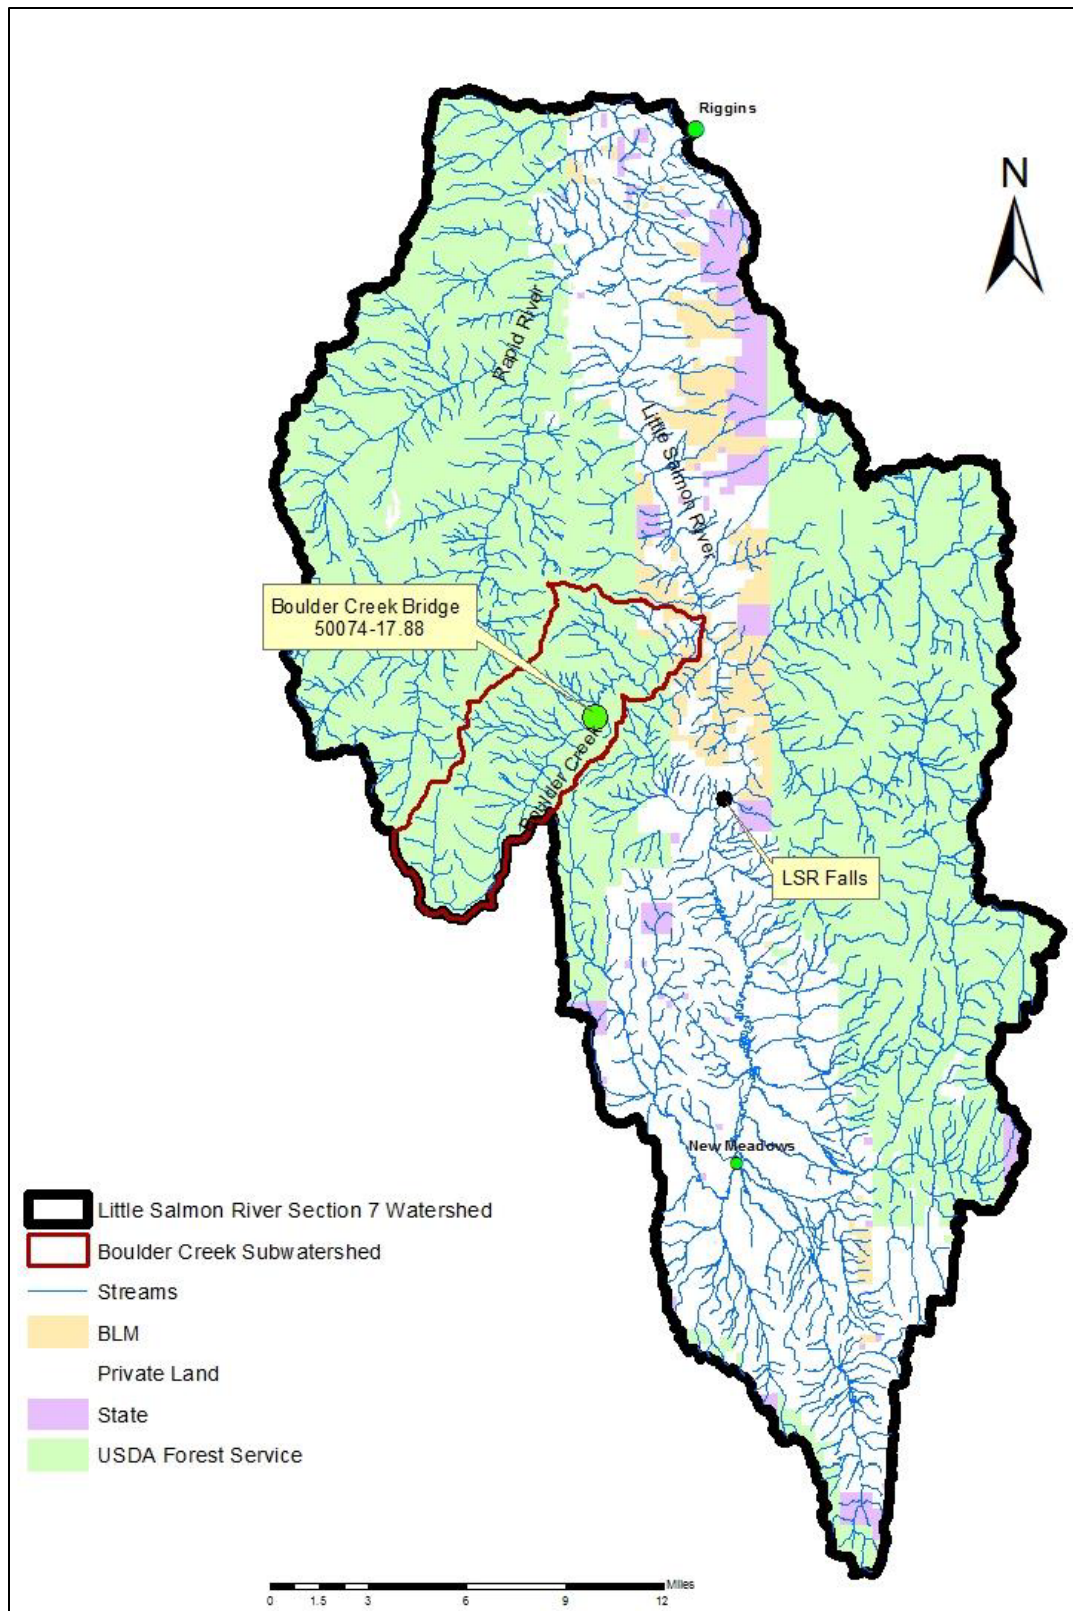 Riggins
N
Rapid River
Little Salmon River
Boulder Creek Bridge
50074-17.88
Boulder Creek
LSR Falls
New Meadows
Little Salmon River Section 7 Watershed
Boulder Creek Subwatershed
Streams
BLM
Private Land
State
USDA Forest Service
Miles
0 1.5 3 6 9 12